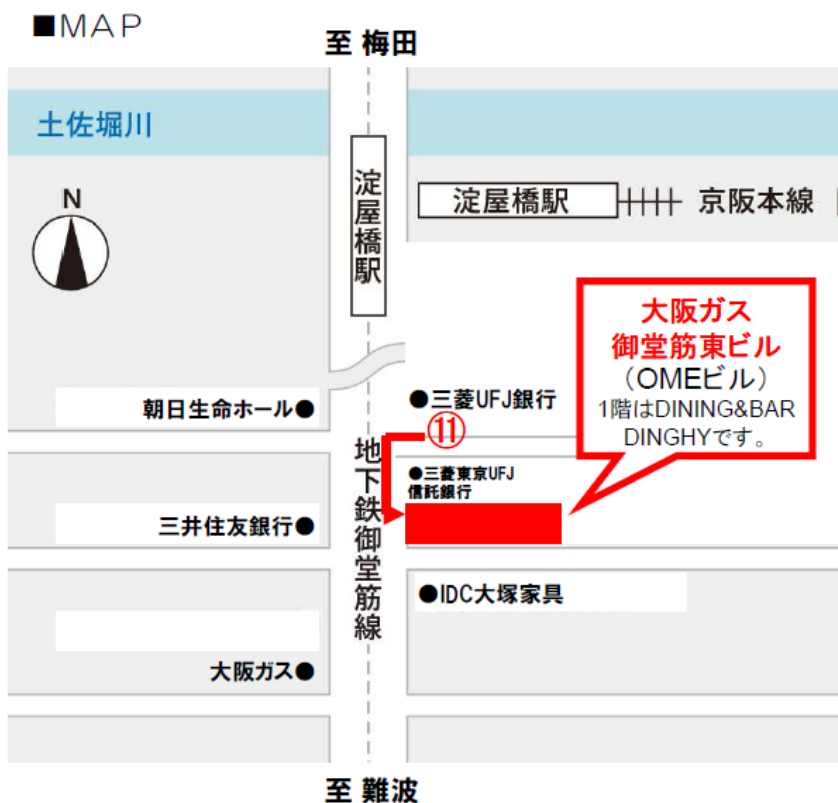 ■MAP
至 梅田
土佐堀川
N
淀屋橋駅
淀屋橋駅
京阪本線
大阪ガス
御堂筋東ビル
(OMEビル)
1階はDINING&BAR
DINGHYです。
朝日生命ホール●
●三菱UFJ銀行
⑪
地下鉄御堂筋線
●三菱東京UFJ
信託銀行
三井住友銀行●
●IDC大塚家具
大阪ガス●
至 難波